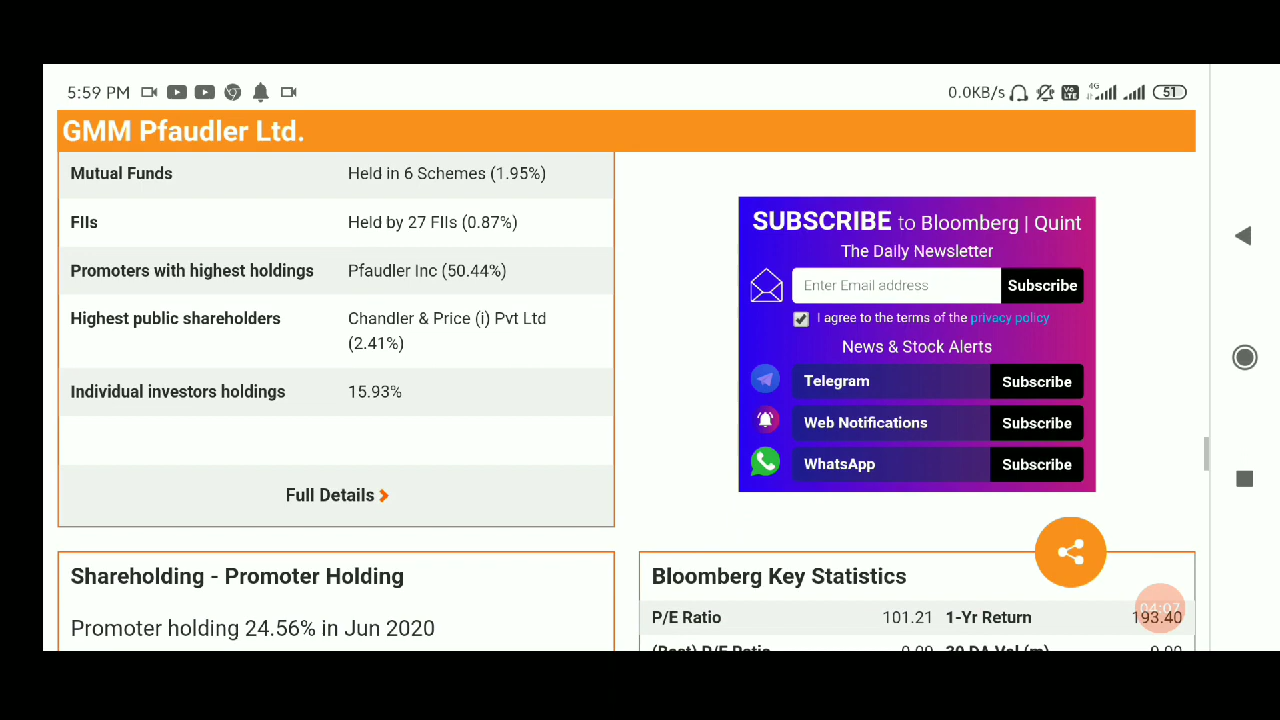 5:59 PM
0.0KB/s
4G
Vo
LTE
51
GMM Pfaudler Ltd.
Mutual Funds Held in 6 Schemes (1.95%)
FIIs Held by 27 FIIs (0.87%)
Promoters with highest holdings Pfaudler Inc (50.44%)
Highest public shareholders Chandler & Price (i) Pvt Ltd
(2.41%)
Individual investors holdings 15.93%
Full Details
SUBSCRIBE to Bloomberg | Quint
The Daily Newsletter
Enter Email address Subscribe
I agree to the terms of the privacy policy
News & Stock Alerts
Telegram Subscribe
Web Notifications Subscribe
WhatsApp Subscribe
Shareholding - Promoter Holding
Promoter holding 24.56% in Jun 2020
Bloomberg Key Statistics
04:07
P/E Ratio 101.21 1-Yr Return 193.40